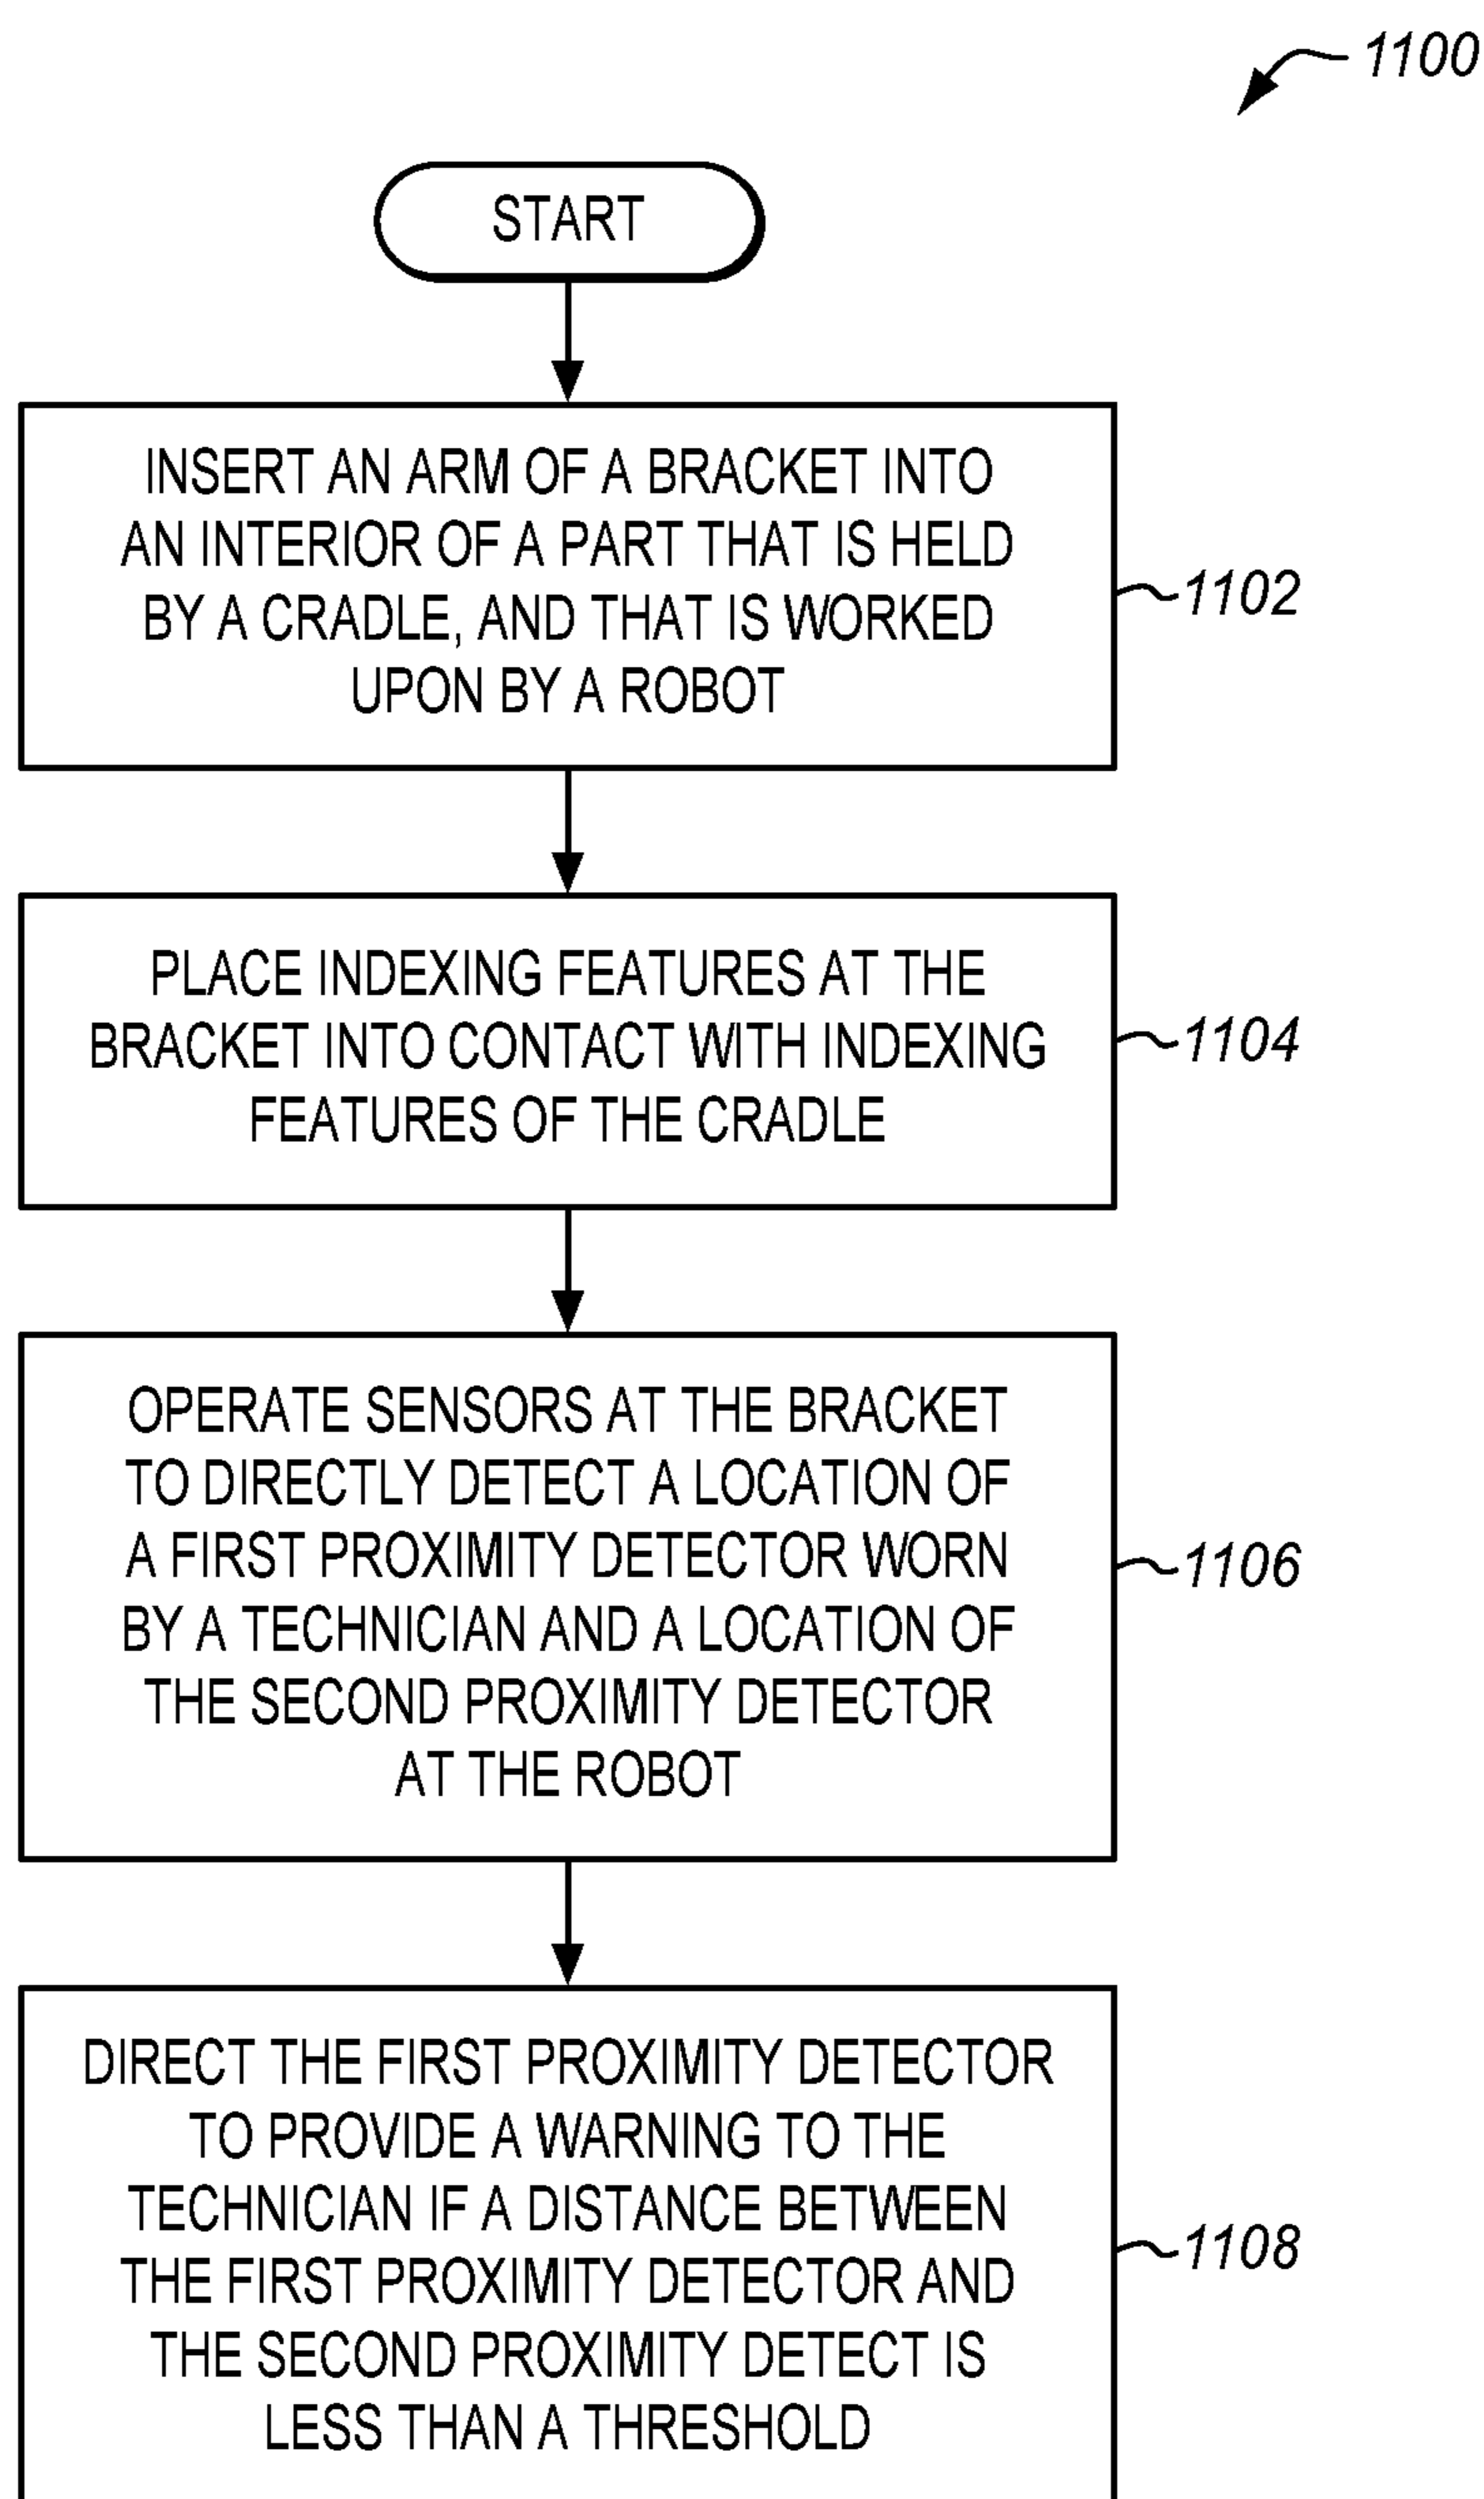 1100
START
INSERT AN ARM OF A BRACKET INTO
AN INTERIOR OF A PART THAT IS HELD
BY A CRADLE, AND THAT IS WORKED
UPON BY A ROBOT
1102
PLACE INDEXING FEATURES AT THE
BRACKET INTO CONTACT WITH INDEXING
FEATURES OF THE CRADLE
1104
OPERATE SENSORS AT THE BRACKET
TO DIRECTLY DETECT A LOCATION OF
A FIRST PROXIMITY DETECTOR WORN
BY A TECHNICIAN AND A LOCATION OF
THE SECOND PROXIMITY DETECTOR
AT THE ROBOT
1106
DIRECT THE FIRST PROXIMITY DETECTOR
TO PROVIDE A WARNING TO THE
TECHNICIAN IF A DISTANCE BETWEEN
THE FIRST PROXIMITY DETECTOR AND
THE SECOND PROXIMITY DETECT IS
LESS THAN A THRESHOLD
1108